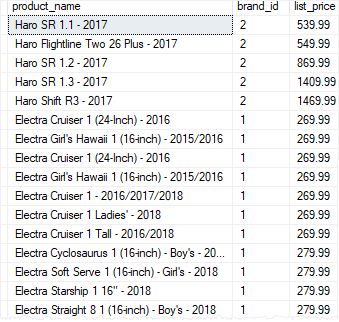 product_name brand_id list_price
Haro SR 1.1 - 2017 2 539.99
Haro Flightline Two 26 Plus - 2017 2 549.99
Haro SR 1.2 - 2017 2 869.99
Haro SR 1.3 - 2017 2 1409.99
Haro Shift R3 - 2017 2 1469.99
Electra Cruiser 1 (24-Inch) - 2016 1 269.99
Electra Girl's Hawaii 1 (16-inch) - 2015/2016 1 269.99
Electra Cruiser 1 (24-Inch) - 2016 1 269.99
Electra Girl's Hawaii 1 (16-inch) - 2015/2016 1 269.99
Electra Cruiser 1 - 2016/2017/2018 1 269.99
Electra Cruiser 1 Ladies' - 2018 1 269.99
Electra Cruiser 1 Tall - 2016/2018 1 269.99
Electra Cyclosaurus 1 (16-inch) - Boy's - 20... 1 279.99
Electra Soft Serve 1 (16-inch) - Girl's - 2018 1 279.99
Electra Starship 1 16" - 2018 1 279.99
Electra Straight 8 1 (16-inch) - Boy's - 2018 1 279.99